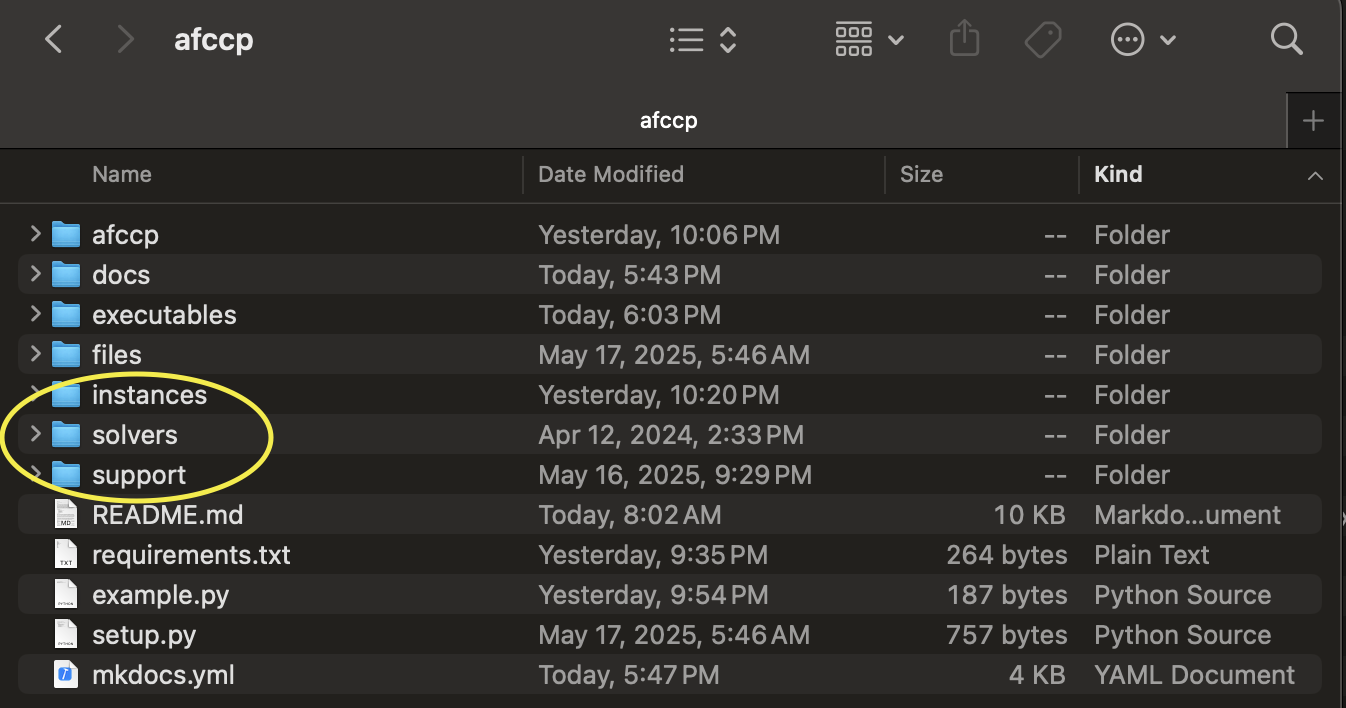 afccp
afccp
Name Date Modified Size Kind
afccp Yesterday, 10:06 PM -- Folder
docs Today, 5:43 PM -- Folder
executables Today, 6:03 PM -- Folder
files May 17, 2025, 5:46 AM -- Folder
instances Yesterday, 10:20 PM -- Folder
solvers Apr 12, 2024, 2:33 PM -- Folder
support May 16, 2025, 9:29 PM -- Folder
README.md Today, 8:02 AM 10 KB Markdo...ument
requirements.txt Yesterday, 9:35 PM 264 bytes Plain Text
example.py Yesterday, 9:54 PM 187 bytes Python Source
setup.py May 17, 2025, 5:46 AM 757 bytes Python Source
mkdocs.yml Today, 5:47 PM 4 KB YAML Document